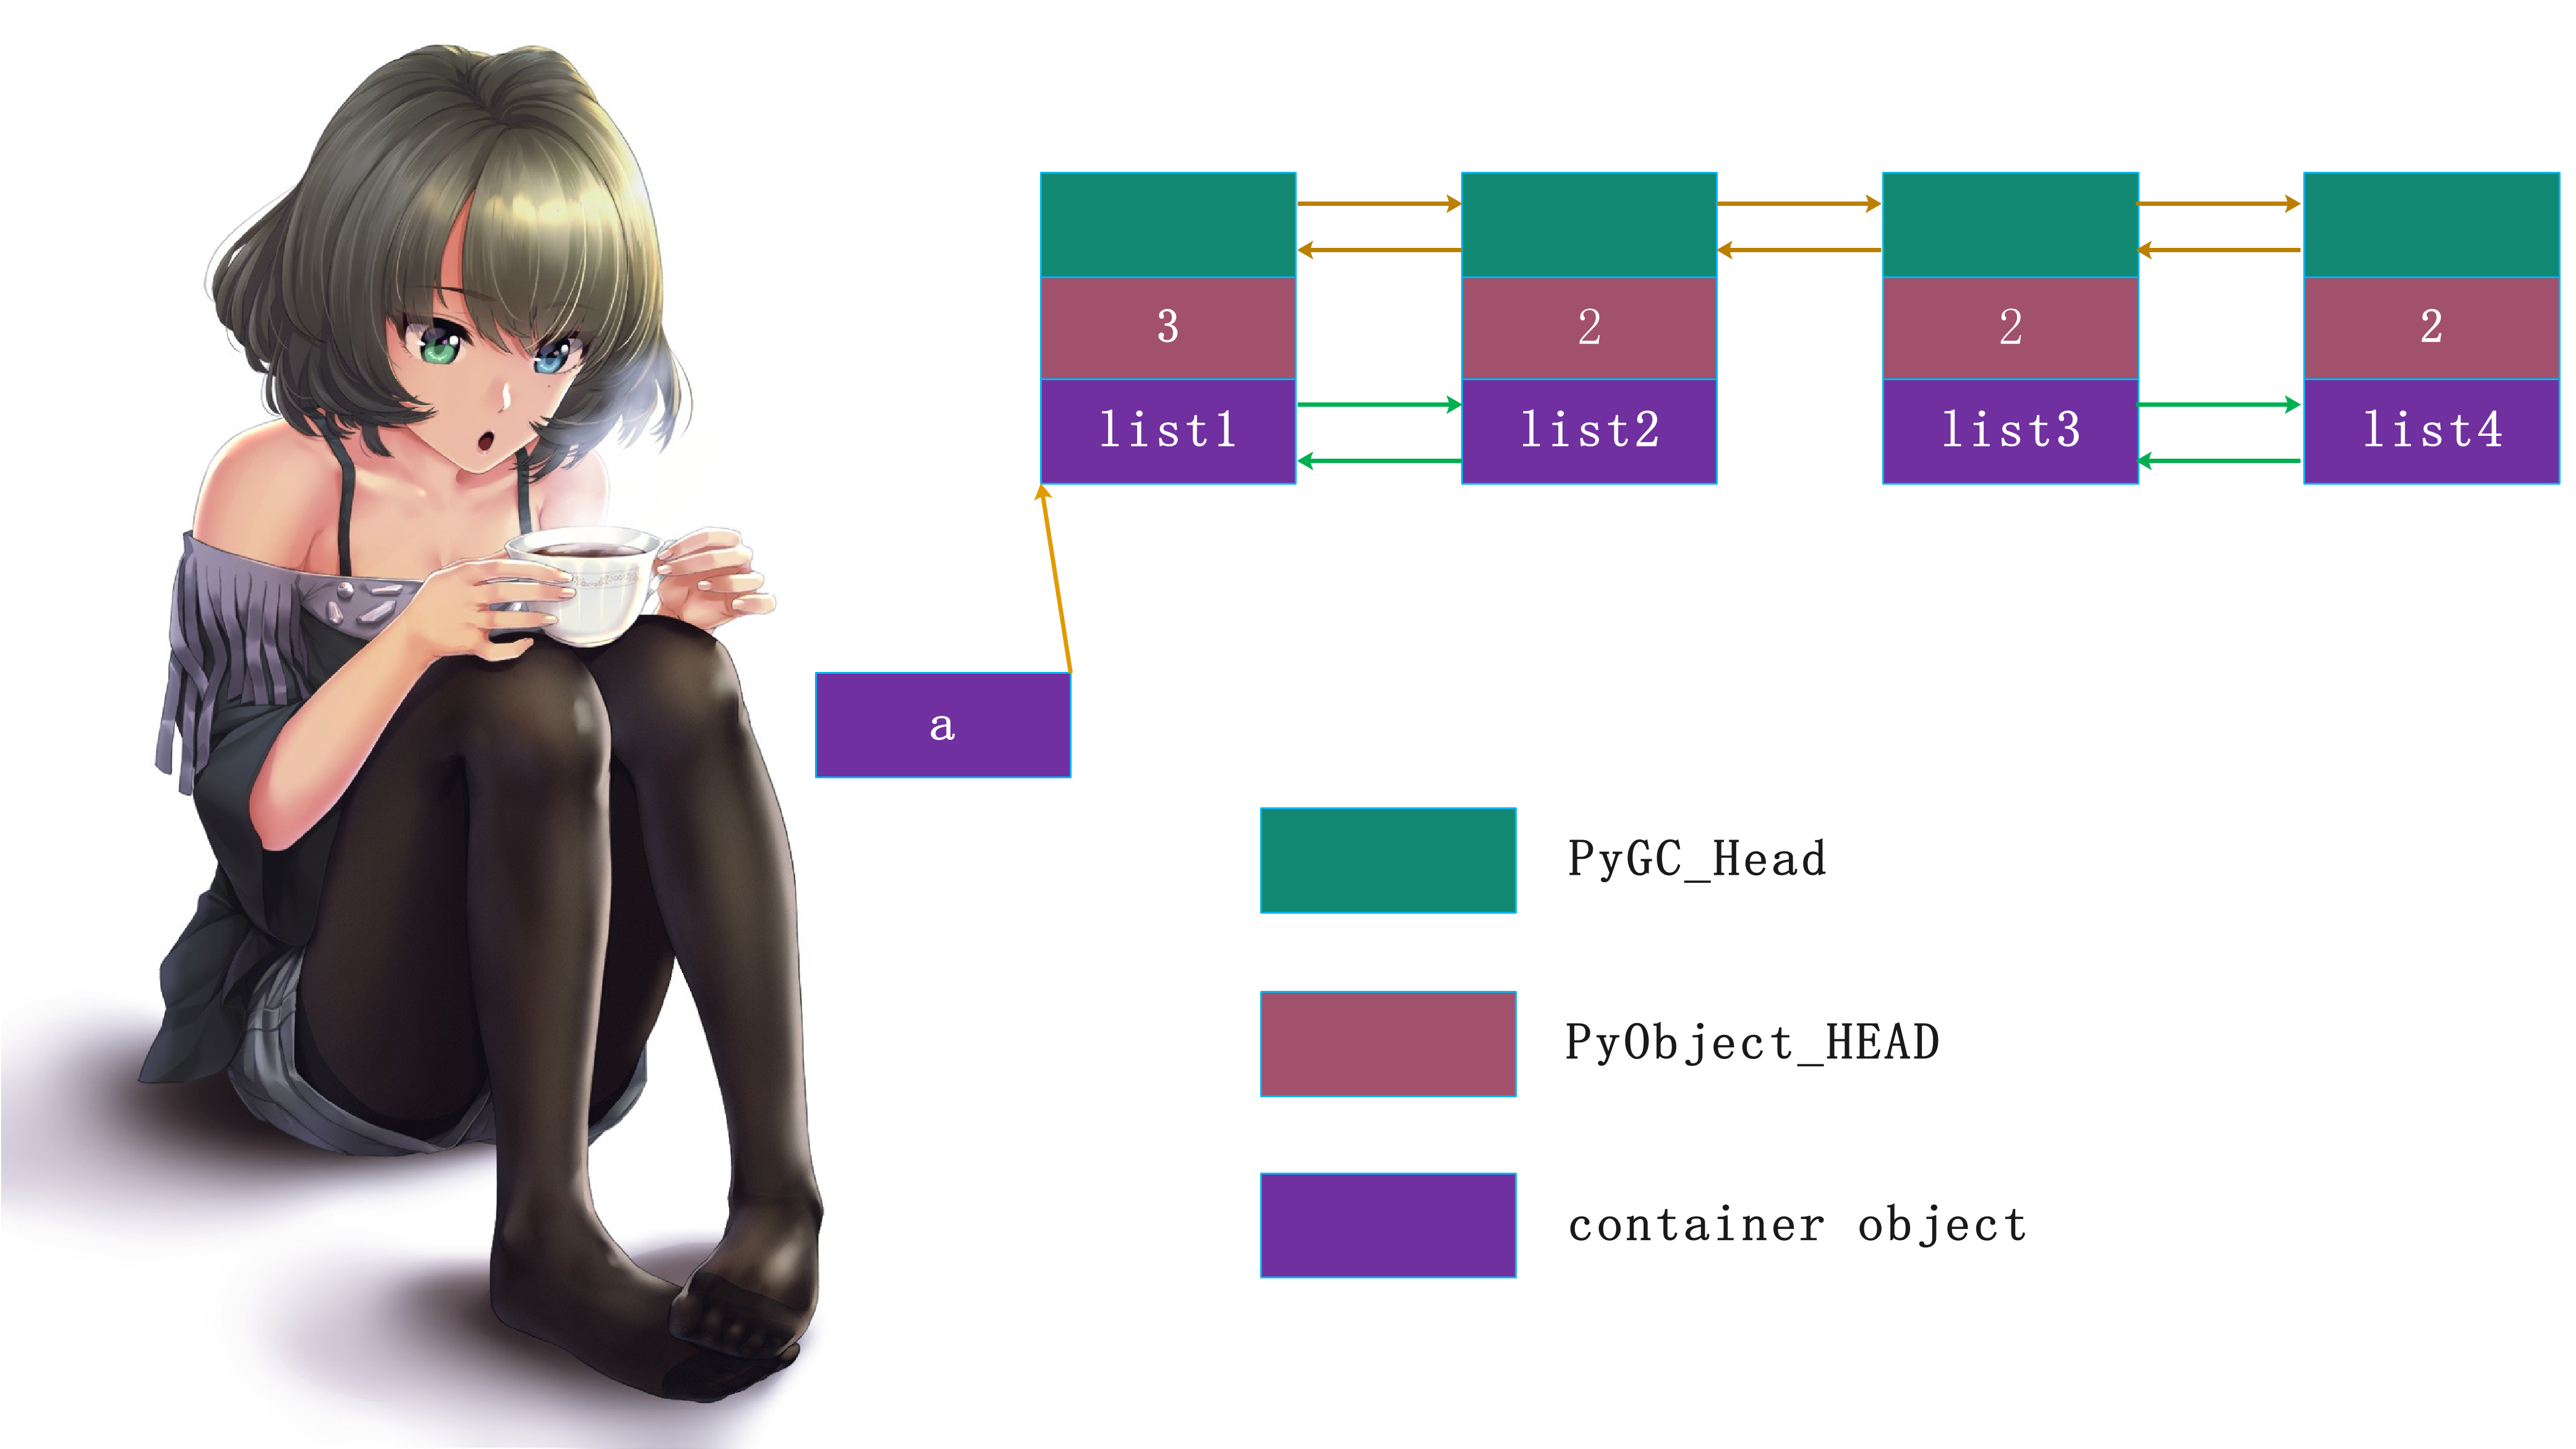 3 2 2 2
list1 list2 list3 list4
a
PyGC_Head
PyObject_HEAD
container object